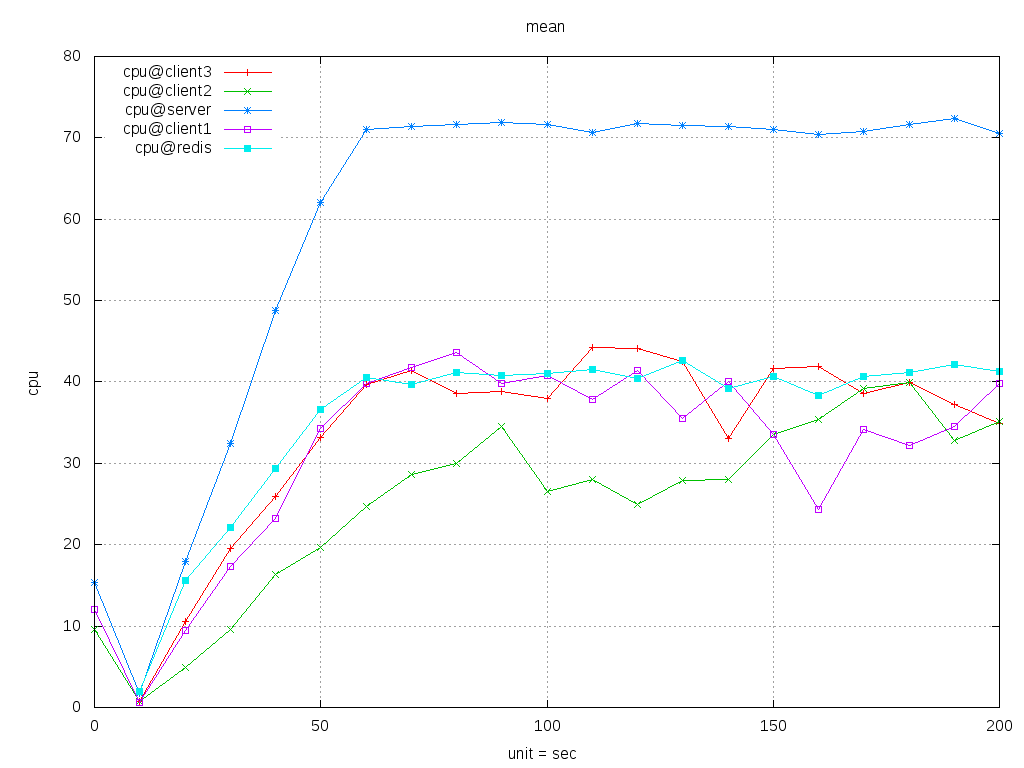 mean
80
70
60
50
40
30
20
10
0
cpu
cpu@client3
cpu@client2
cpu@server
cpu@client1
cpu@redis
0 50 100 150 200
unit = sec